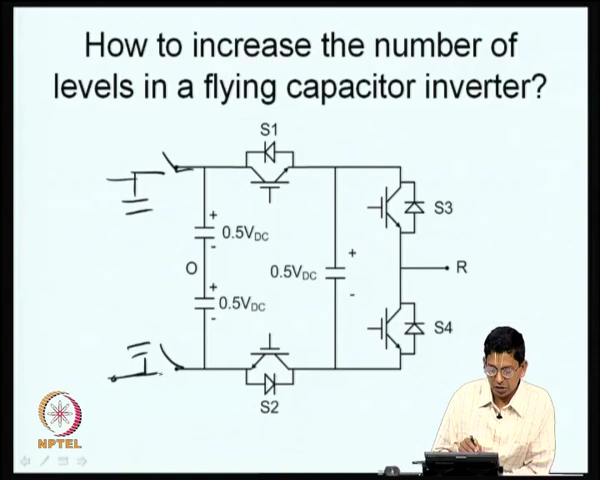 How to increase the number of
levels in a flying capacitor inverter?
S1
S3
+
0.5VDC
-
O
0.5VDC
+
-
R
+
0.5VDC
-
S4
S2
NPTEL